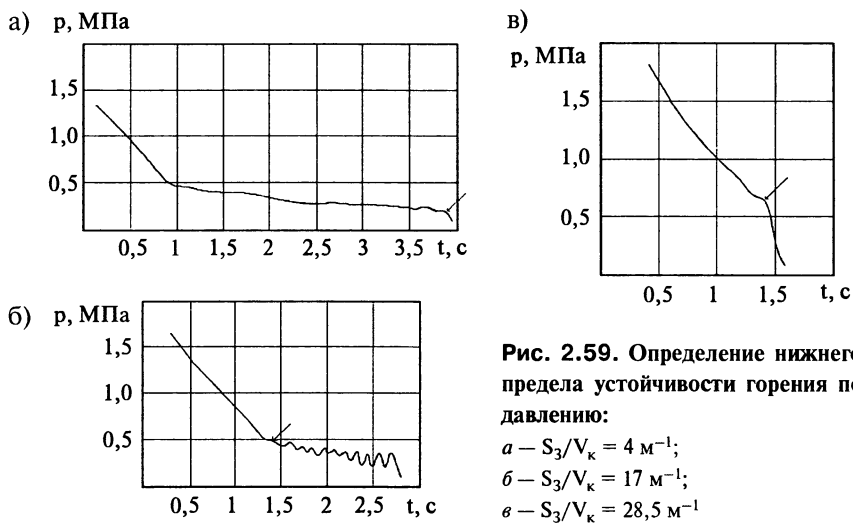 а) p, МПа
1,5
1,0
0,5
0,5 1 1,5 2 2,5 3 3,5 t, с
б) p, МПа
1,5
1,0
0,5
0,5 1 1,5 2 2,5 t, с
в)
p, МПа
1,5
1,0
0,5
0,5 1 1,5 t, с
Рис. 2.59. Определение нижнего
предела устойчивости горения по
давлению:
а — S₃/Vₖ = 4 м⁻¹;
б — S₃/Vₖ = 17 м⁻¹;
в — S₃/Vₖ = 28,5 м⁻¹